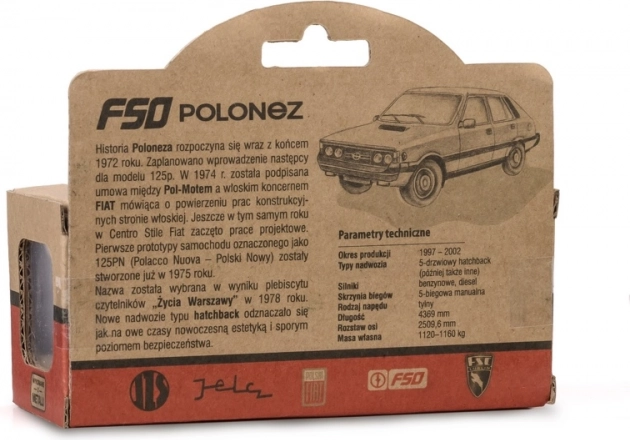 FSO POLONEZ
Historia Poloneza rozpoczyna się wraz z końcem
1972 roku. Zaplanowano wprowadzenie następcy
dla modelu 125p. W 1974 r. została podpisana
umowa między Pol-Motem a włoskim koncernem
FIAT mówiąca o powierzeniu prac konstrukcyj-
nych stronie włoskiej. Jeszcze w tym samym roku
w Centro Stile Fiat zaczęto prace projektowe.
Pierwsze prototypy samochodu oznaczonego jako
125PN (Polacco Nuova – Polski Nowy) zostały
stworzone już w 1975 roku.
Nazwa została wybrana w wyniku plebiscytu
czytelników „Życia Warszawy” w 1978 roku.
Nowe nadwozie typu hatchback odznaczało się
jak na owe czasy nowoczesną estetyką i sporym
poziomem bezpieczeństwa.
Parametry techniczne
Okres produkcji 1997 – 2002
Typy nadwozia 5-drzwiowy hatchback
(później także inne)
Silniki benzynowe, diesel
Skrzynia biegów 5-biegowa manualna
Rodzaj napędu tylny
Długość 4369 mm
Rozstaw osi 2509,6 mm
Masa własna 1120–1160 kg
Jelcz
FSO